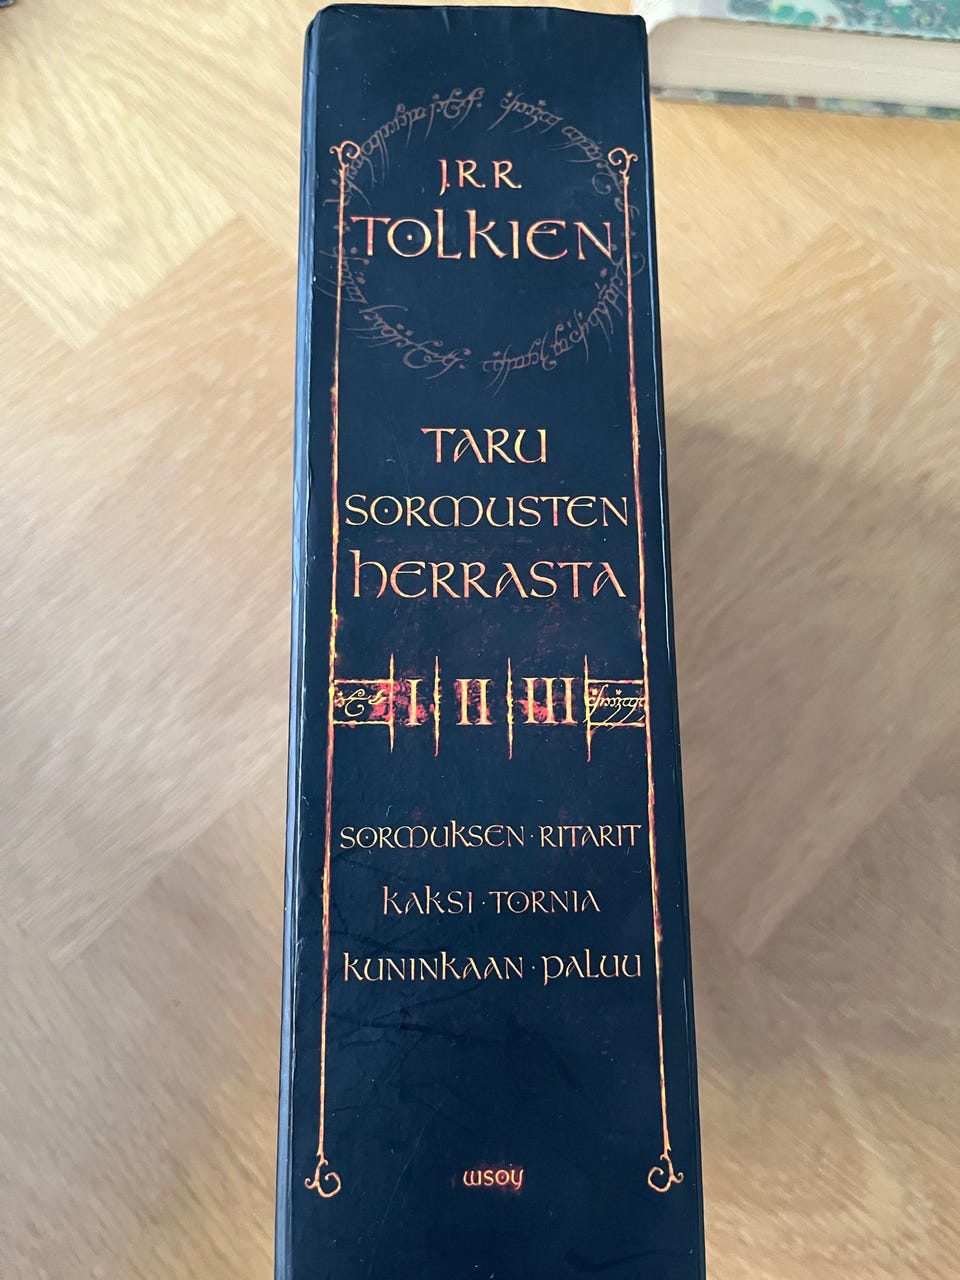 J.R.R.
TOLKIEN
TARU
SORMUSTEN
HERRASTA
I II III
SORMUKSEN · RITARIT
KAKSI · TORNIA
KUNINKAAN · PALUU
WSOY